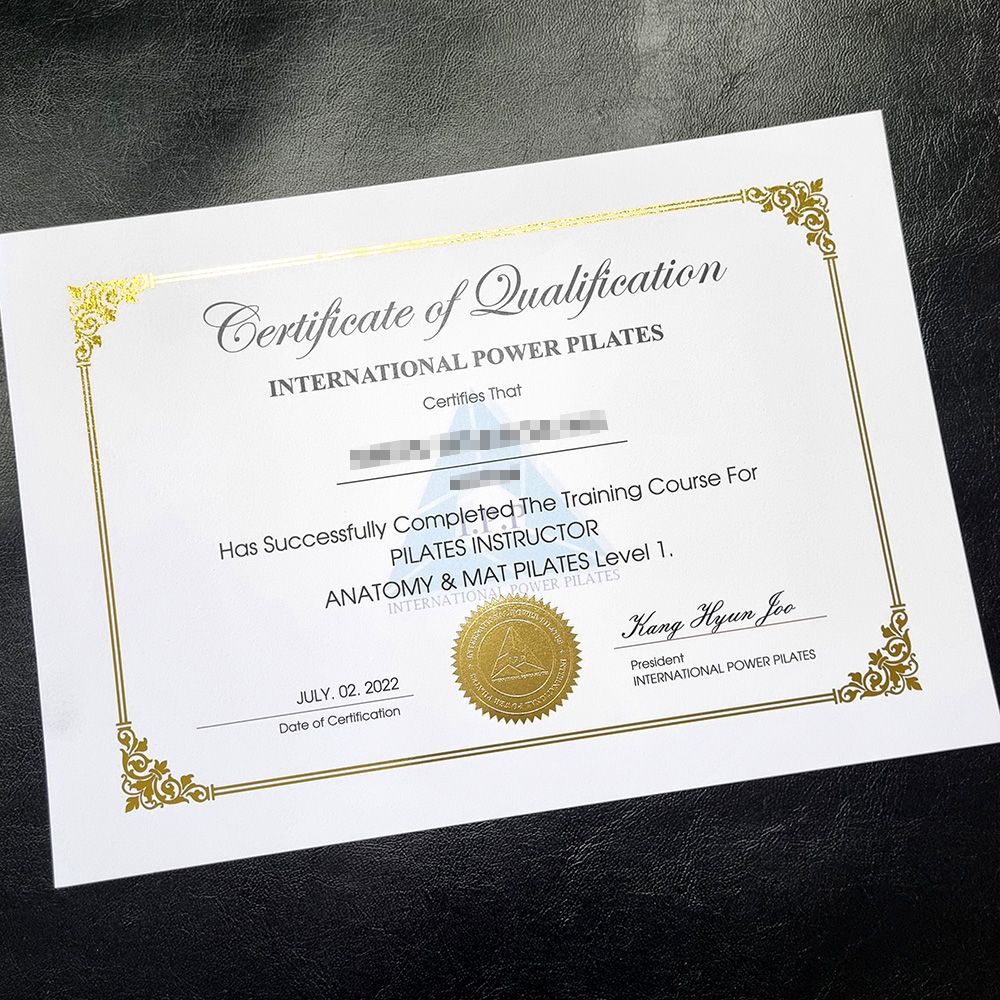 Certificate of Qualification
INTERNATIONAL POWER PILATES
Certifies That
Has Successfully Completed The Training Course For
I.P.P
PILATES INSTRUCTOR
ANATOMY & MAT PILATES Level 1.
INTERNATIONAL POWER PILATES
Kang Hyun Joo
President
INTERNATIONAL POWER PILATES
JULY. 02. 2022
Date of Certification